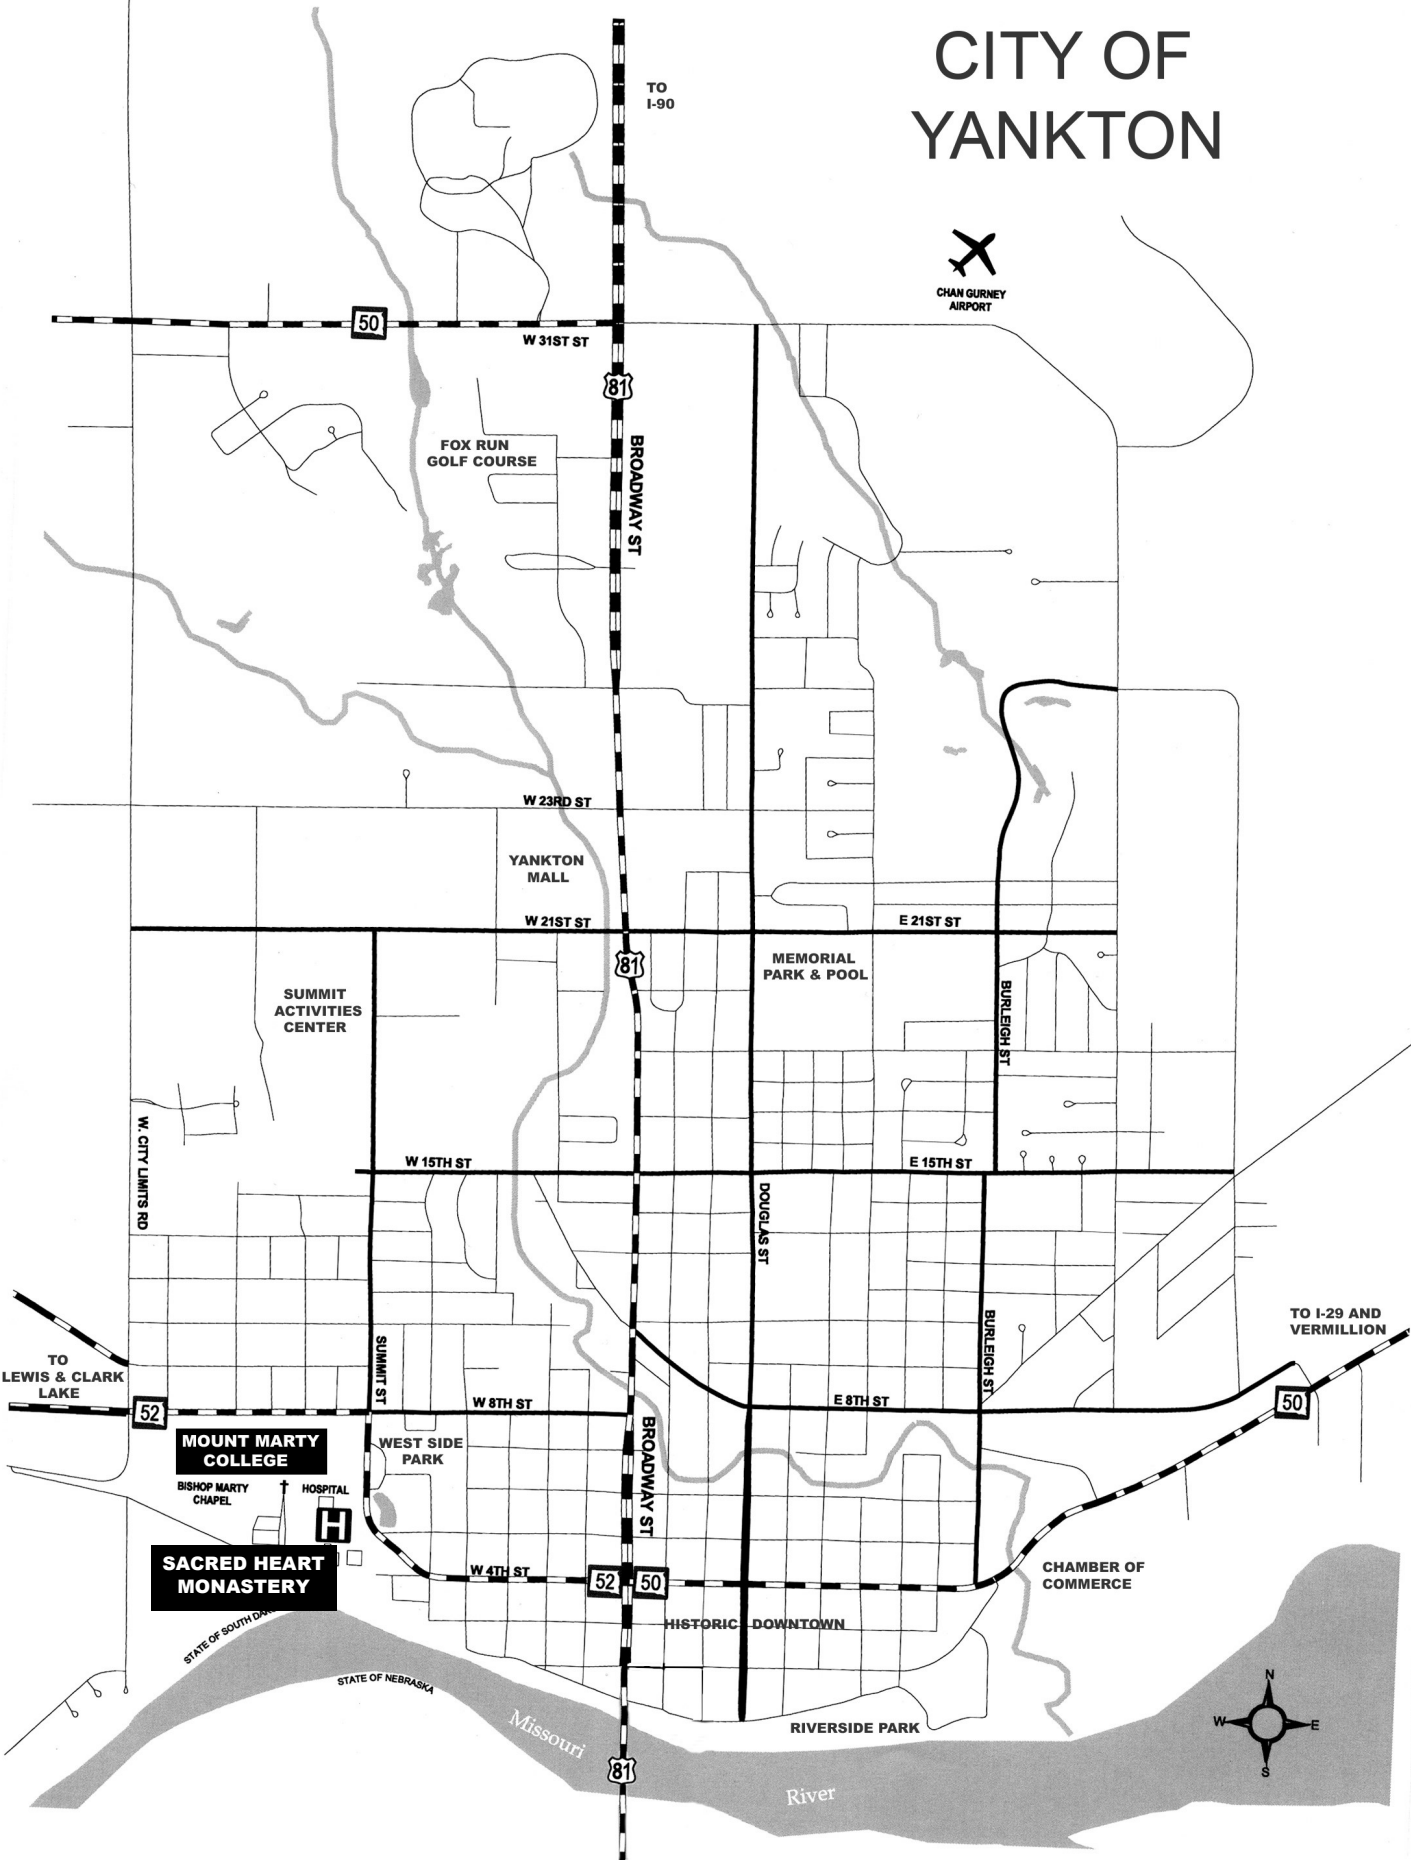 CITY OF
YANKTON
TO
I-90
CHAN GURNEY
AIRPORT
50
W 31ST ST
81
BROADWAY ST
FOX RUN
GOLF COURSE
W 23RD ST
YANKTON
MALL
W 21ST ST
E 21ST ST
81
MEMORIAL
PARK & POOL
SUMMIT
ACTIVITIES
CENTER
BURLEIGH ST
W. CITY LIMITS RD
W 15TH ST
E 15TH ST
DOUGLAS ST
TO I-29 AND
VERMILLION
BURLEIGH ST
SUMMIT ST
TO
LEWIS & CLARK
LAKE
52
W 8TH ST
E 8TH ST
50
MOUNT MARTY
COLLEGE
WEST SIDE
PARK
BROADWAY ST
BISHOP MARTY
CHAPEL
HOSPITAL
H
SACRED HEART
MONASTERY
W 4TH ST
52
50
CHAMBER OF
COMMERCE
HISTORIC DOWNTOWN
STATE OF SOUTH
STATE OF NEBRASKA
Missouri
River
RIVERSIDE PARK
81
N
W
E
S